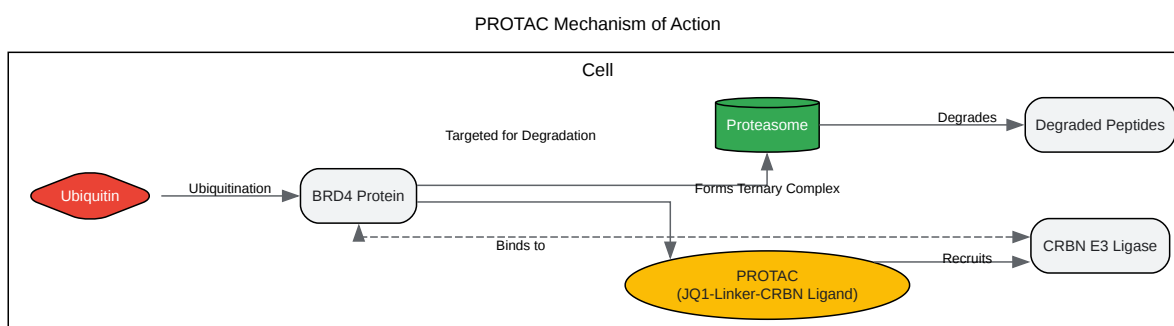 PROTAC Mechanism of Action
Cell
Proteasome
Degrades
Degraded Peptides
Targeted for Degradation
Ubiquitin
Ubiquitination
BRD4 Protein
Forms Ternary Complex
Binds to
CRBN E3 Ligase
Recruits
PROTAC
(JQ1-Linker-CRBN Ligand)